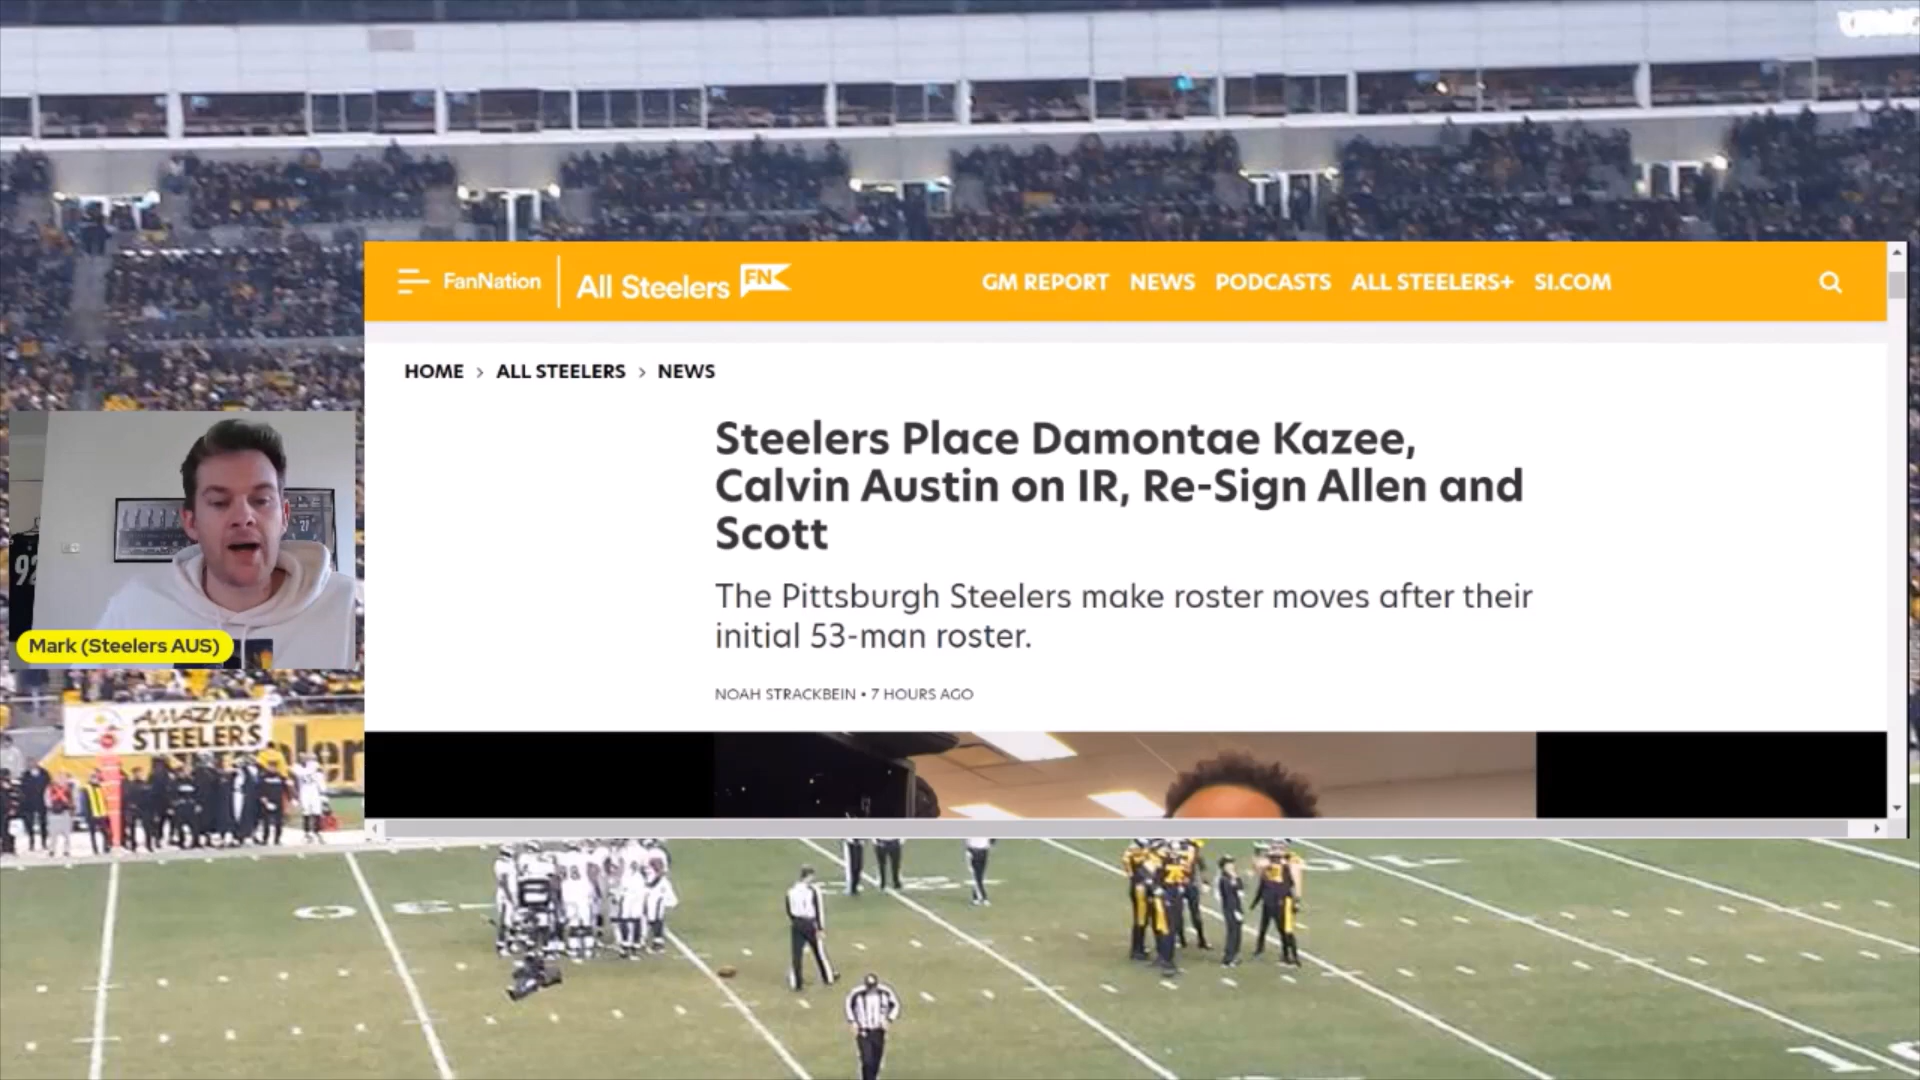 FanNation
All Steelers FN
GM REPORT NEWS PODCASTS ALL STEELERS+ SI.COM
HOME > ALL STEELERS > NEWS
Steelers Place Damontae Kazee,
Calvin Austin on IR, Re-Sign Allen and
Scott
The Pittsburgh Steelers make roster moves after their
initial 53-man roster.
NOAH STRACKBEIN • 7 HOURS AGO
92
21
Mark (Steelers AUS)
AMAZING
STEELERS